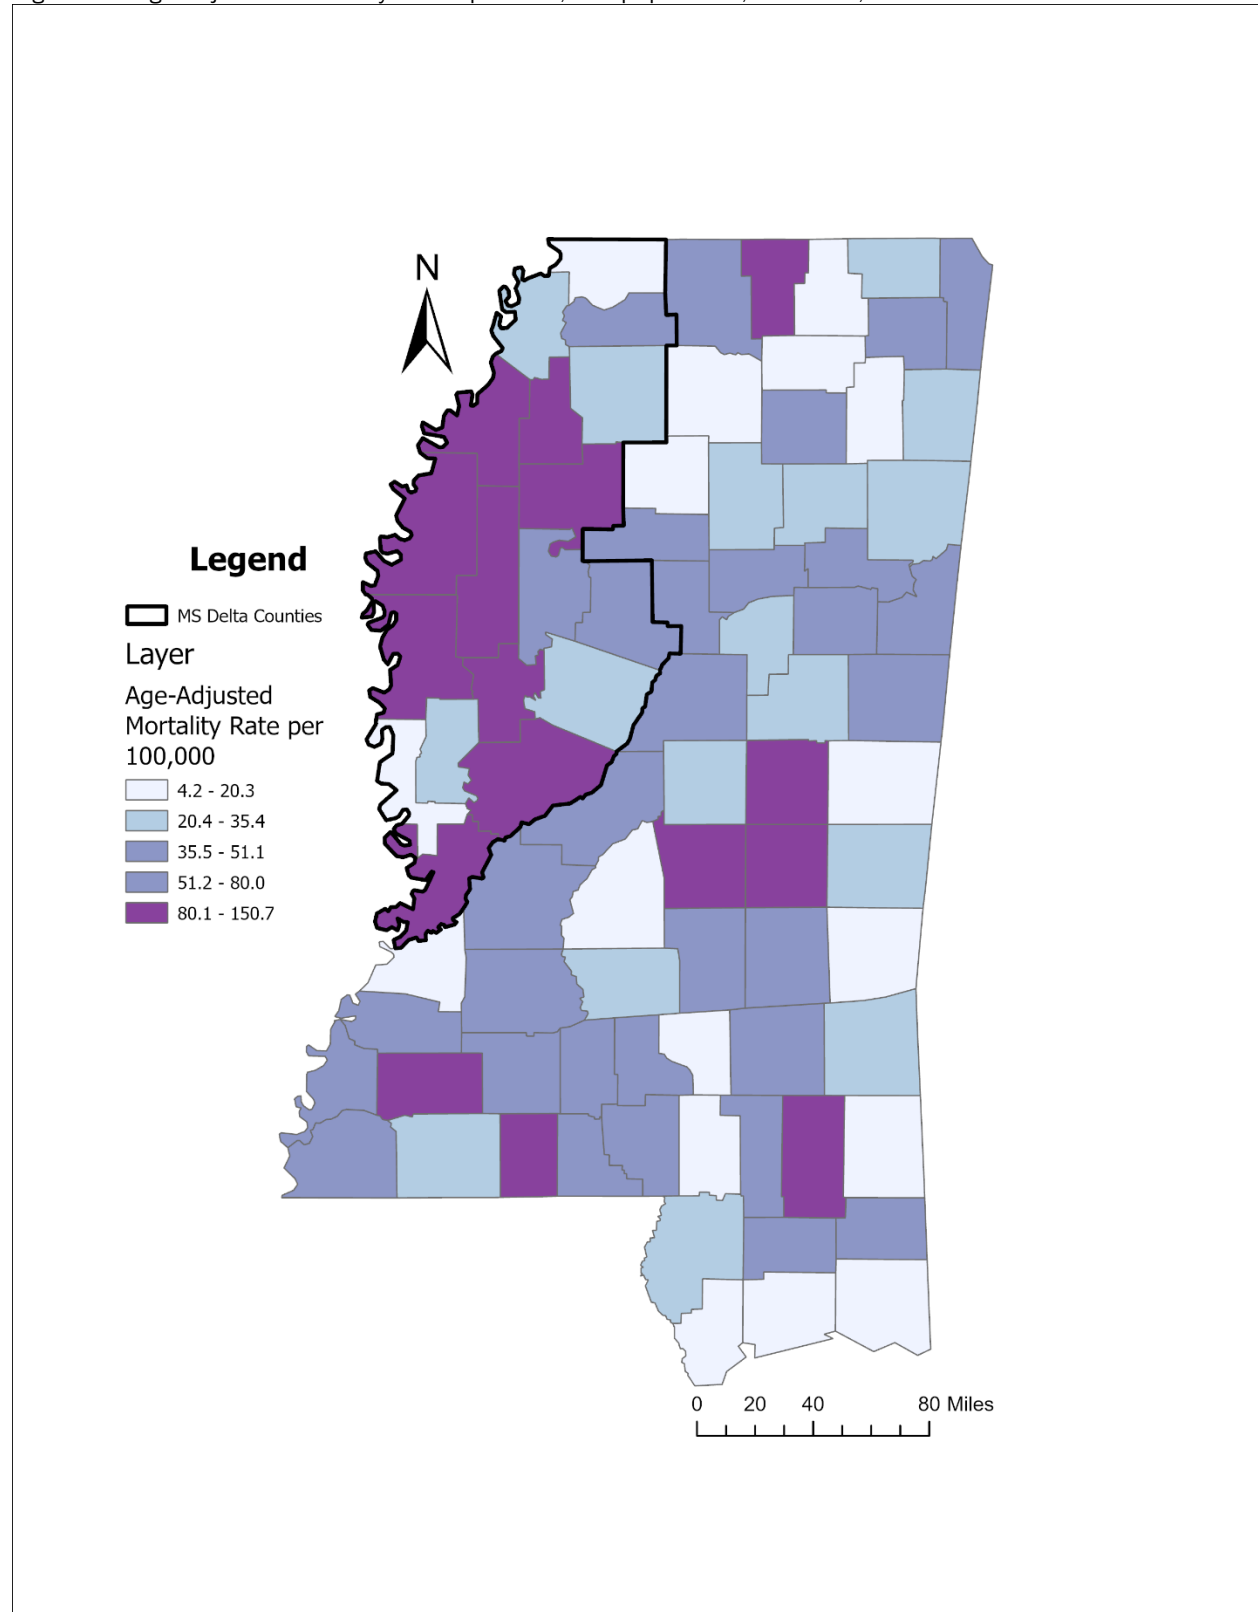 N
Legend
MS Delta Counties
Layer
Age-Adjusted
Mortality Rate per
100,000
4.2 - 20.3
20.4 - 35.4
35.5 - 51.1
51.2 - 80.0
80.1 - 150.7
0 20 40 80 Miles